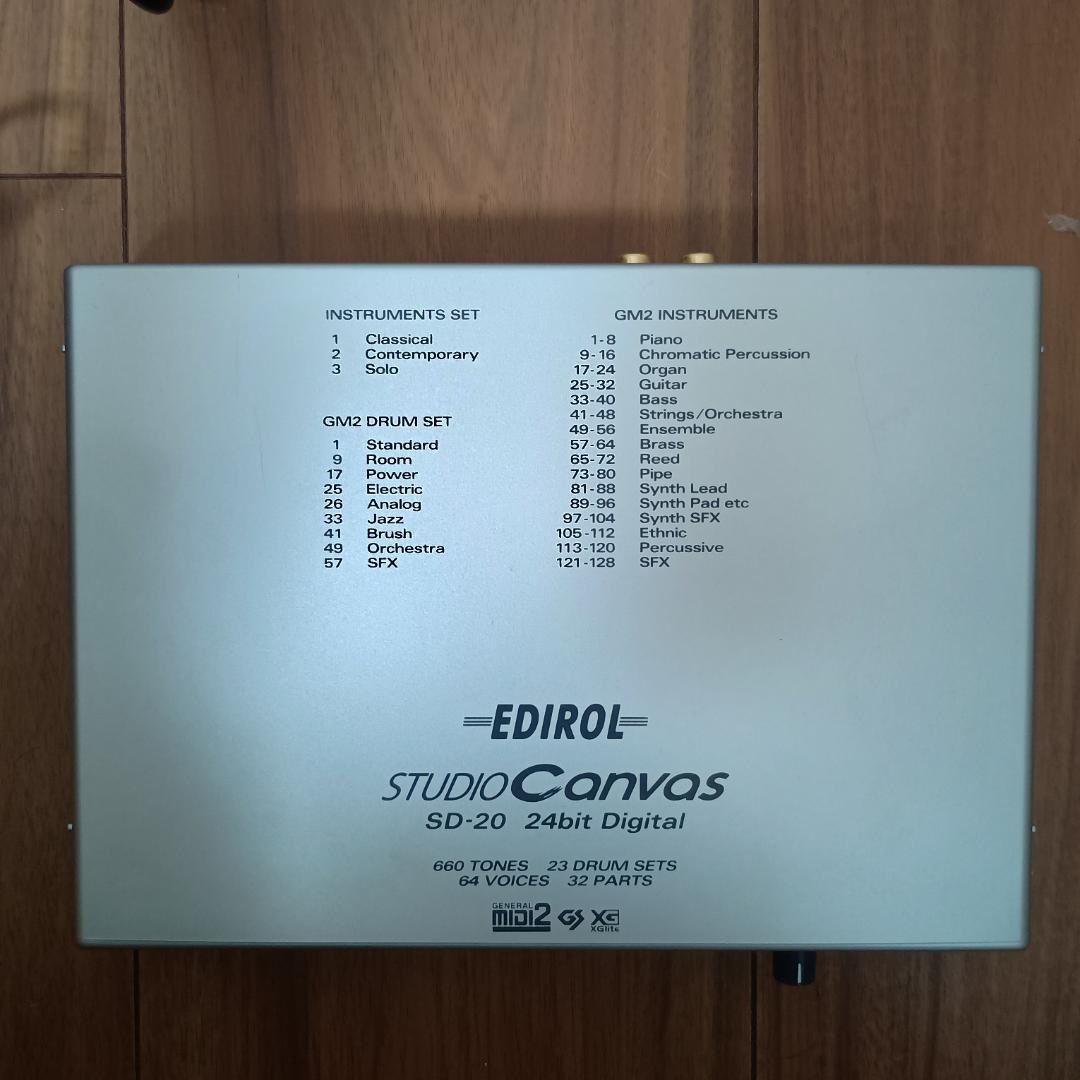 INSTRUMENTS SET
1 Classical
2 Contemporary
3 Solo
GM2 DRUM SET
1 Standard
9 Room
17 Power
25 Electric
26 Analog
33 Jazz
41 Brush
49 Orchestra
57 SFX
GM2 INSTRUMENTS
1-8 Piano
9-16 Chromatic Percussion
17-24 Organ
25-32 Guitar
33-40 Bass
41-48 Strings/Orchestra
49-56 Ensemble
57-64 Brass
65-72 Reed
73-80 Pipe
81-88 Synth Lead
89-96 Synth Pad etc
97-104 Synth SFX
105-112 Ethnic
113-120 Percussive
121-128 SFX
EDIROL
STUDIO Canvas
SD-20 24bit Digital
660 TONES 23 DRUM SETS
64 VOICES 32 PARTS
GENERAL
MIDI2 GS XG
XGlite